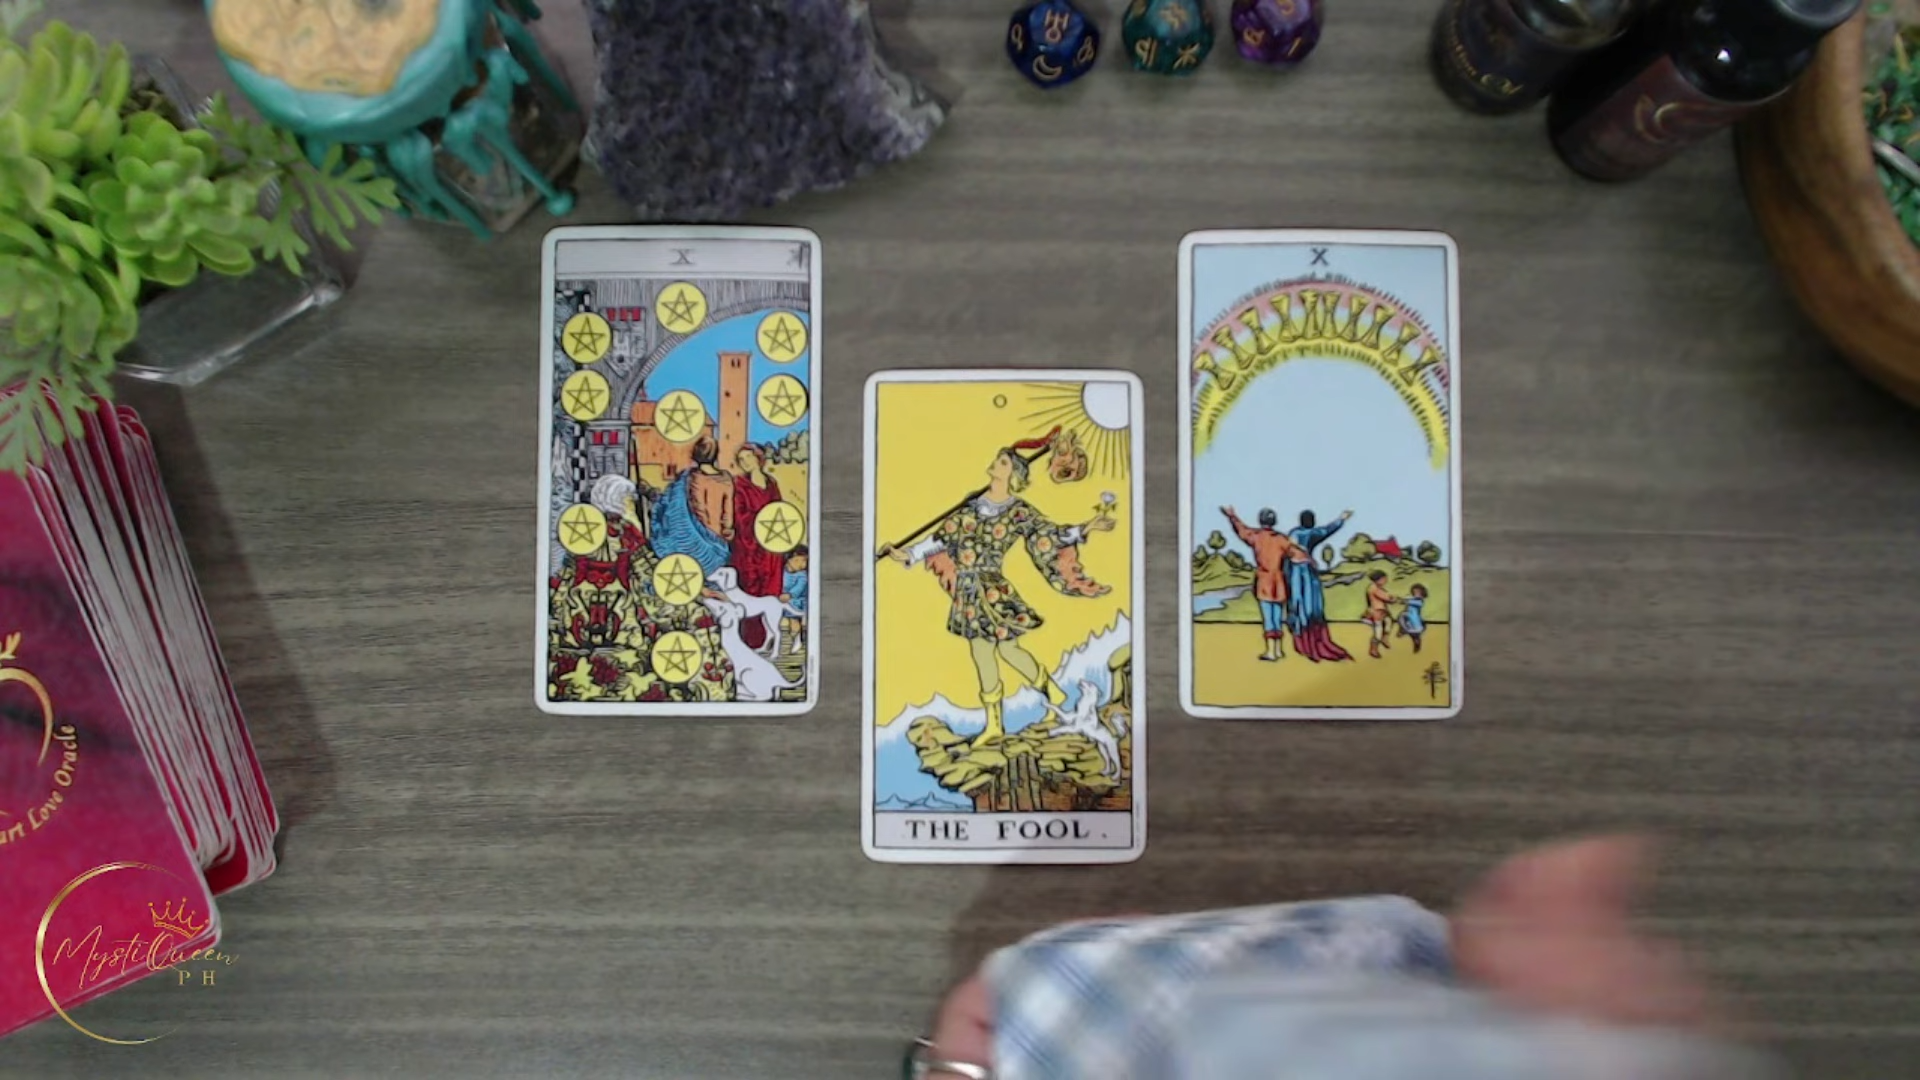 X
X
0
THE FOOL.
art Love Oracle
MystiQueen
PH